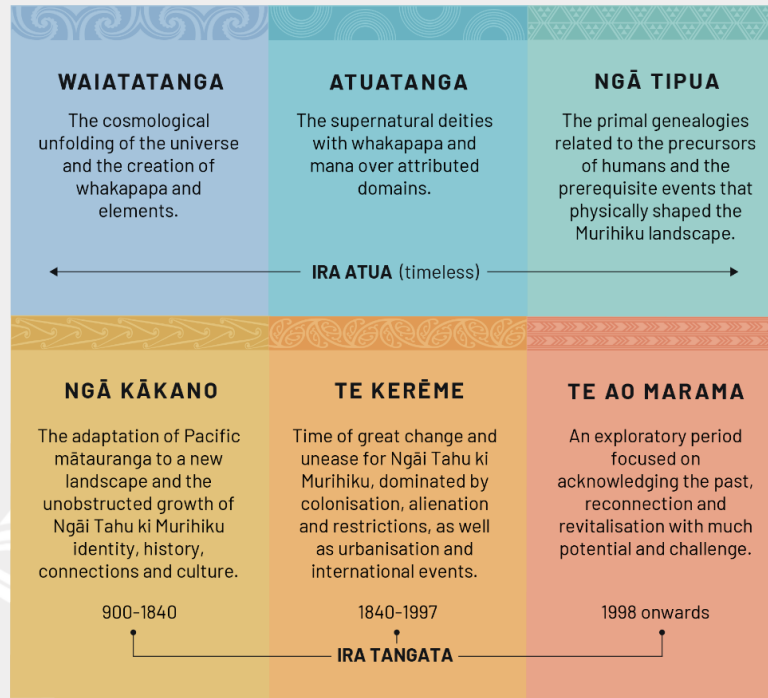 WAIATATANGA
The cosmological
unfolding of the universe
and the creation of
whakapapa and
elements.
ATUATANGA
The supernatural deities
with whakapapa and
mana over attributed
domains.
NGĀ TIPUA
The primal genealogies
related to the precursors
of humans and the
prerequisite events that
physically shaped the
Murihiku landscape.
IRA ATUA (timeless)
NGĀ KĀKANO
The adaptation of Pacific
mātauranga to a new
landscape and the
unobstructed growth of
Ngāi Tahu ki Murihiku
identity, history,
connections and culture.
900-1840
TE KERĒME
Time of great change and
unease for Ngāi Tahu ki
Murihiku, dominated by
colonisation, alienation
and restrictions, as well
as urbanisation and
international events.
1840-1997
TE AO MARAMA
An exploratory period
focused on
acknowledging the past,
reconnection and
revitalisation with much
potential and challenge.
1998 onwards
IRA TANGATA